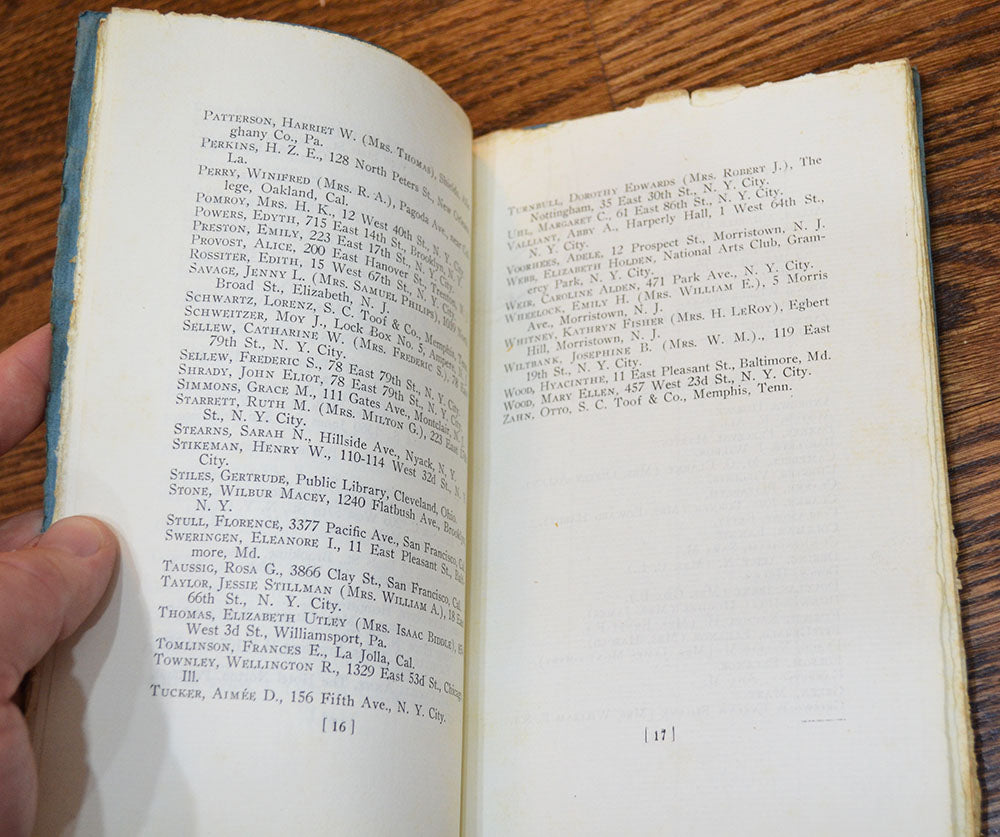 PATTERSON, HARRIET W. (MRS. THOMAS),
ghany Co., Pa.
PERKINS, H. Z. E., 128 North Peters St., New
La.
PERRY, WINIFRED (MRS. R. A.), Pagoda Ave., near
lege, Oakland, Cal.
POMROY, MRS. H. K., 12 West 40th St., N. Y. City
POWERS, EDYTH, 715 East 14th St., Brooklyn, N. Y.
PRESTON, EMILY, 223 East 17th St., N. Y. City.
PROVOST, ALICE, 200 East Hanover St., Trenton,
ROSSITER, EDITH, 15 West 67th St., N. Y. City.
SAVAGE, JENNY L. (MRS. SAMUEL PHILIPS),
Broad St., Elizabeth, N. J.
SCHWARTZ, LORENZ, S. C. Toof & Co., Memphis,
SCHWEITZER, MOY J., Lock Box No. 5,
SELLEW, CATHARINE W. (MRS. FREDERIC S.), 78
79th St., N. Y. City.
SELLEW, FREDERIC S., 78 East 79th St., N. Y. City.
SHRADY, JOHN ELIOT, 78 East 79th St., N. Y. City.
SIMMONS, GRACE M., 111 Gates Ave., Montclair, N. J.
STARRETT, RUTH M. (MRS. MILTON G.), 223 East
St., N. Y. City.
STEARNS, SARAH N., Hillside Ave., Nyack, N. Y.
STIKEMAN, HENRY W., 110-114 West 32d St., N. Y.
City.
STILES, GERTRUDE, Public Library, Cleveland, Ohio.
STONE, WILBUR MACEY, 1240 Flatbush Ave., Brooklyn,
N. Y.
STULL, FLORENCE, 3377 Pacific Ave., San Francisco, Cal.
SWERINGEN, ELEANORE I., 11 East Pleasant St.,
more, Md.
TAUSSIG, ROSA G., 3866 Clay St., San Francisco, Cal.
TAYLOR, JESSIE STILLMAN (MRS. WILLIAM A.), 18 East
66th St., N. Y. City.
THOMAS, ELIZABETH UTLEY (MRS. ISAAC BIDDLE),
West 3d St., Williamsport, Pa.
TOMLINSON, FRANCES E., La Jolla, Cal.
TOWNLEY, WELLINGTON R., 1329 East 53d St., Chicago,
Ill.
TUCKER, AIMÉE D., 156 Fifth Ave., N. Y. City.
[ 16 ]
TURNBULL, DOROTHY EDWARDS (MRS. ROBERT J.), The
Nottingham, 35 East 30th St., N. Y. City.
UHL, MARGARET C., 61 East 86th St., N. Y. City.
VALLIANT, ABBY A., Harperly Hall, 1 West 64th St.,
N. Y. City.
VOORHEES, ADELE, 12 Prospect St., Morristown, N. J.
WEBB, ELIZABETH HOLDEN, National Arts Club, Gram-
ercy Park, N. Y. City.
WEIR, CAROLINE ALDEN, 471 Park Ave., N. Y. City.
WHEELOCK, EMILY H. (MRS. WILLIAM E.), 5 Morris
Ave., Morristown, N. J.
WHITNEY, KATHRYN FISHER (MRS. H. LEROY), Egbert
Hill, Morristown, N. J.
WILTBANK, JOSEPHINE B. (MRS. W. M.)., 119 East
19th St., N. Y. City.
WOOD, HYACINTHE, 11 East Pleasant St., Baltimore, Md.
WOOD, MARY ELLEN, 457 West 23d St., N. Y. City.
ZAHN, OTTO, S. C. Toof & Co., Memphis, Tenn.
[ 17 ]